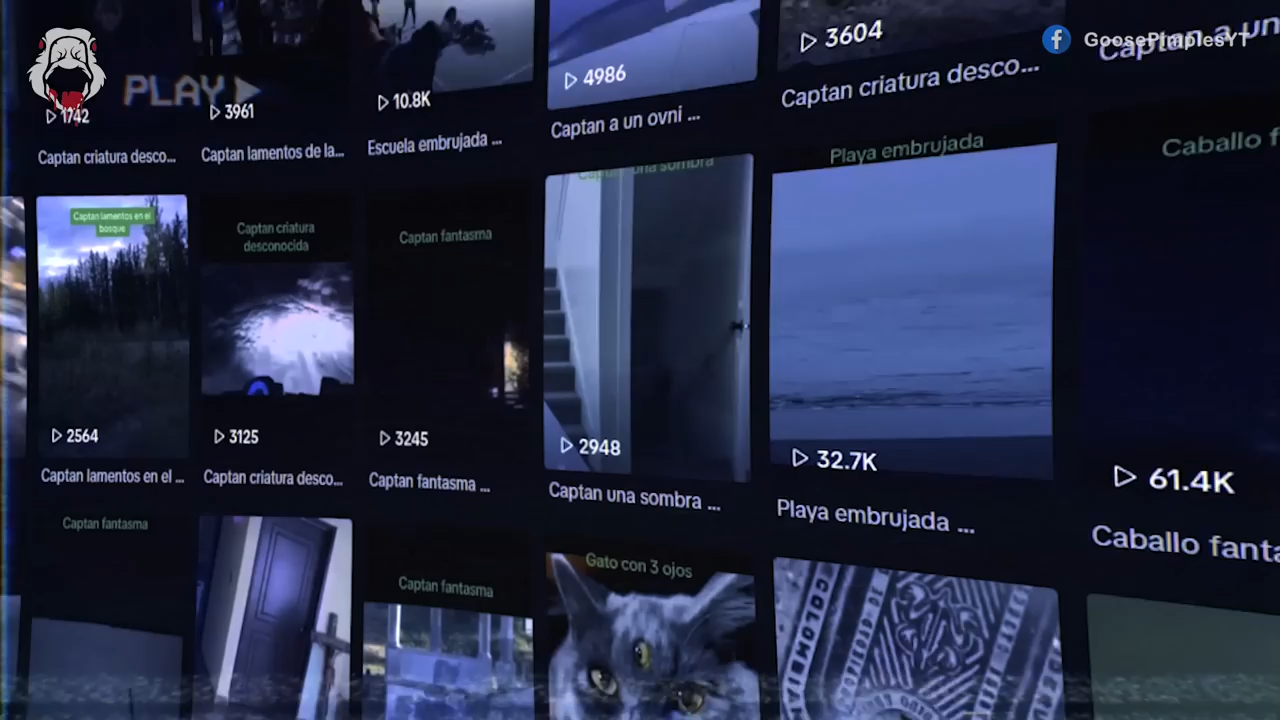 PLAY
GoosePimplesYT
1742
3961
10.8K
4986
3604
Captan criatura desco...
Captan lamentos de la...
Escuela embrujada ...
Captan a un ovni ...
Captan criatura desco...
Captan a un
Captan lamentos en el
bosque
Captan criatura
desconocida
Captan fantasma
Captan una sombra
Playa embrujada
Caballo f
2564
3125
3245
2948
32.7K
61.4K
Captan lamentos en el ...
Captan criatura desco...
Captan fantasma ...
Captan una sombra ...
Playa embrujada ...
Caballo fanta
Captan fantasma
Captan fantasma
Gato con 3 ojos
COLOMBIA